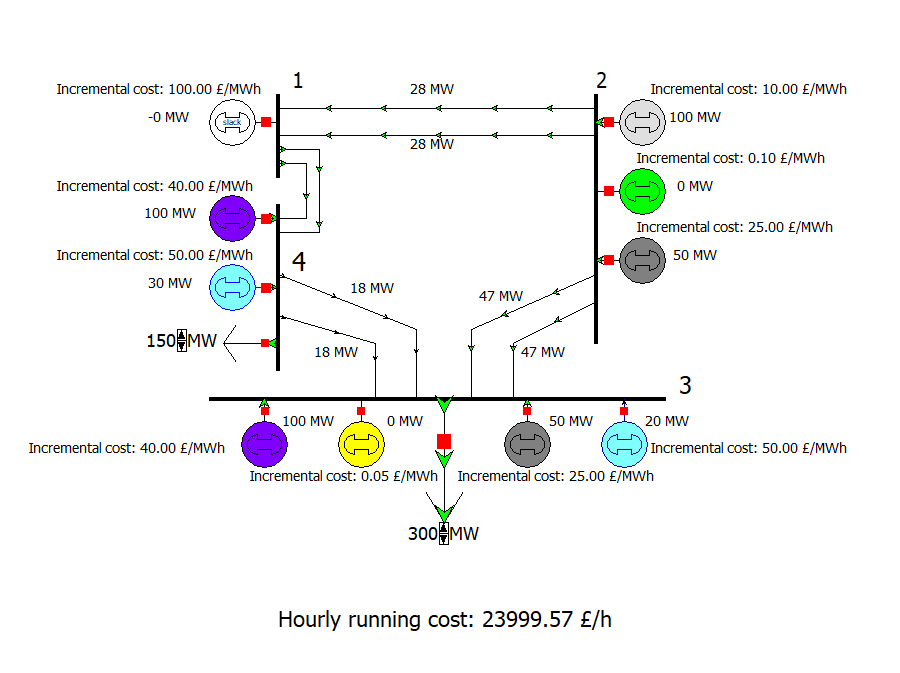 1
2
Incremental cost: 100.00 £/MWh
28 MW
Incremental cost: 10.00 £/MWh
-0 MW
slack
100 MW
28 MW
Incremental cost: 0.10 £/MWh
Incremental cost: 40.00 £/MWh
0 MW
100 MW
Incremental cost: 25.00 £/MWh
Incremental cost: 50.00 £/MWh
4
50 MW
30 MW
18 MW
47 MW
150 MW
18 MW
47 MW
3
100 MW
0 MW
50 MW
20 MW
Incremental cost: 40.00 £/MWh
Incremental cost: 50.00 £/MWh
Incremental cost: 0.05 £/MWh
Incremental cost: 25.00 £/MWh
300 MW
Hourly running cost: 23999.57 £/h